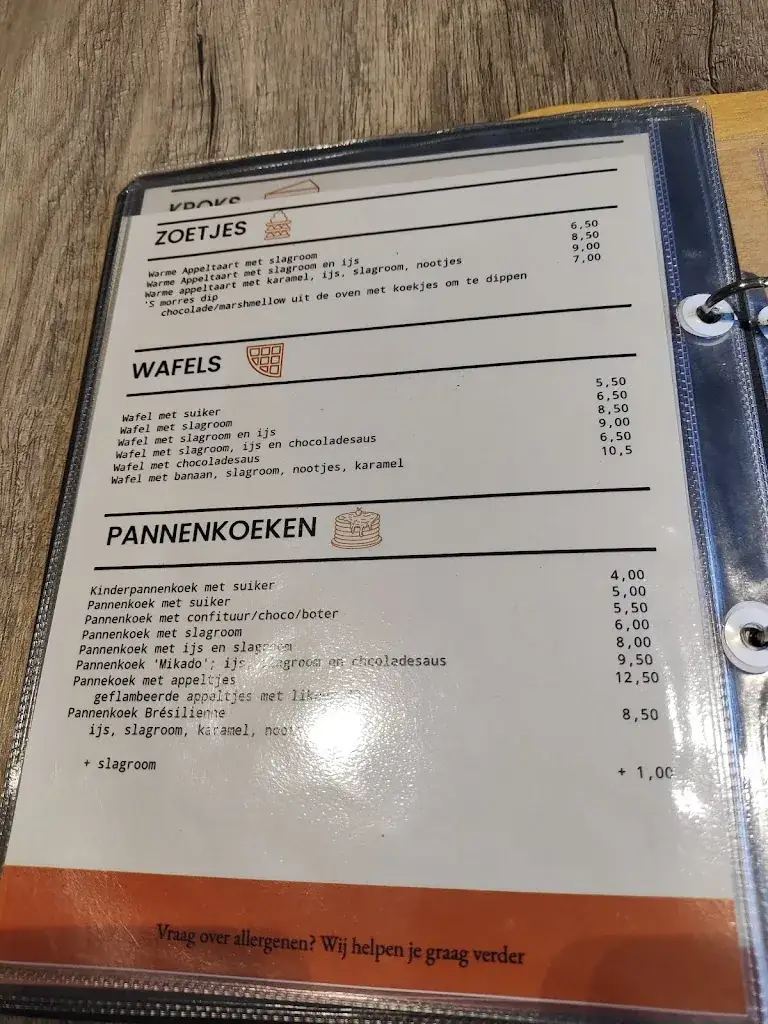 KROKS
ZOETJES
Warme Appeltaart met slagroom 6,50
Warme Appeltaart met slagroom en ijs 8,50
Warme appeltaart met karamel, ijs, slagroom, nootjes 9,00
'S morres dip 7,00
chocolade/marshmellow uit de oven met koekjes om te dippen
WAFELS
Wafel met suiker 5,50
Wafel met slagroom 6,50
Wafel met slagroom en ijs 8,50
Wafel met slagroom, ijs en chocoladesaus 9,00
Wafel met chocoladesaus 6,50
Wafel met banaan, slagroom, nootjes, karamel 10,5
PANNENKOEKEN
Kinderpannenkoek met suiker 4,00
Pannenkoek met suiker 5,00
Pannenkoek met confituur/choco/boter 5,50
Pannenkoek met slagroom 6,00
Pannenkoek met ijs en slagroom 8,00
Pannenkoek 'Mikado'; ijs, slagroom en chcoladesaus 9,50
Pannekoek met appeltjes 12,50
geflambeerde appeltjes met
Pannenkoek Brésilienne 8,50
ijs, slagroom, karamel,
+ slagroom + 1,00
Vraag over allergenen? Wij helpen je graag verder